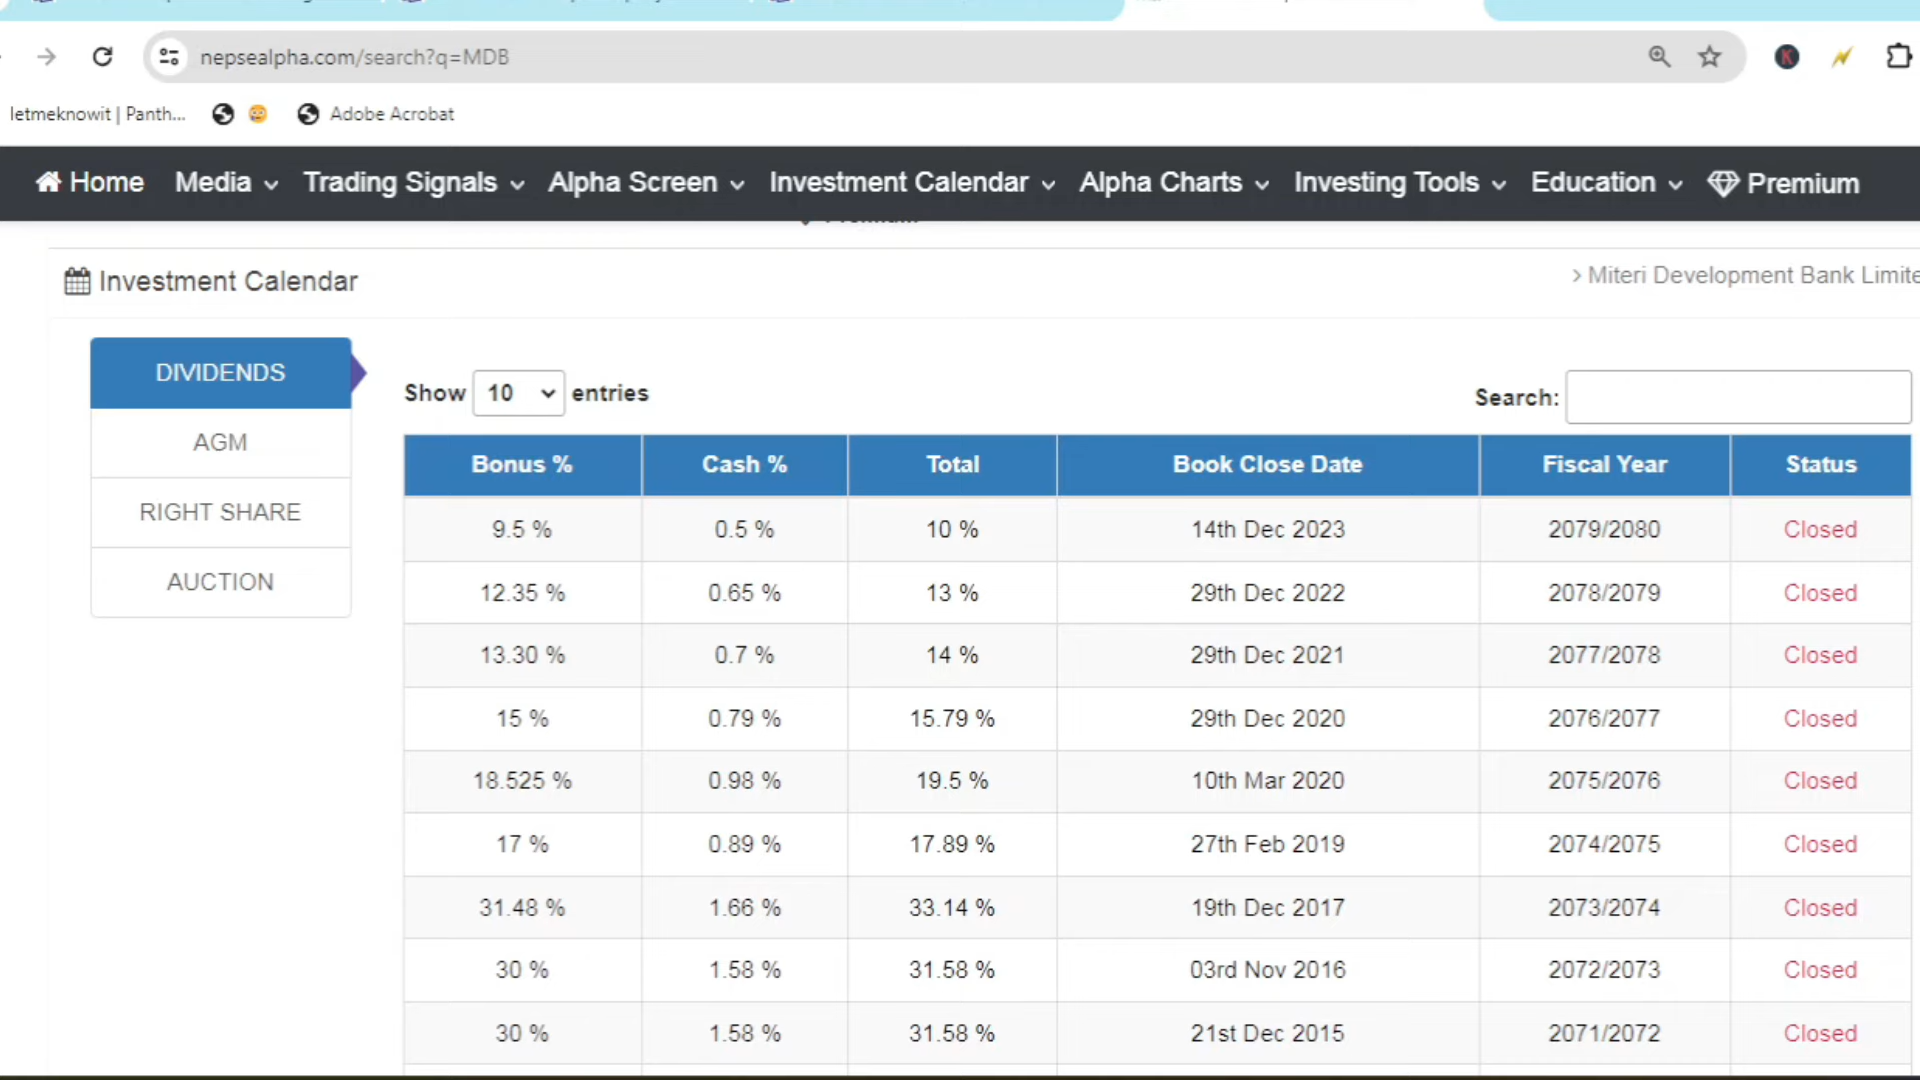 nepsealpha.com/search?q=MDB
letmeknowit | Panth...
Adobe Acrobat
Home Media Trading Signals Alpha Screen Investment Calendar Alpha Charts Investing Tools Education Premium
Investment Calendar
> Miteri Development Bank Limite
DIVIDENDS
AGM
RIGHT SHARE
AUCTION
Show 10 entries
Search:
Bonus % Cash % Total Book Close Date Fiscal Year Status
9.5 % 0.5 % 10 % 14th Dec 2023 2079/2080 Closed
12.35 % 0.65 % 13 % 29th Dec 2022 2078/2079 Closed
13.30 % 0.7 % 14 % 29th Dec 2021 2077/2078 Closed
15 % 0.79 % 15.79 % 29th Dec 2020 2076/2077 Closed
18.525 % 0.98 % 19.5 % 10th Mar 2020 2075/2076 Closed
17 % 0.89 % 17.89 % 27th Feb 2019 2074/2075 Closed
31.48 % 1.66 % 33.14 % 19th Dec 2017 2073/2074 Closed
30 % 1.58 % 31.58 % 03rd Nov 2016 2072/2073 Closed
30 % 1.58 % 31.58 % 21st Dec 2015 2071/2072 Closed